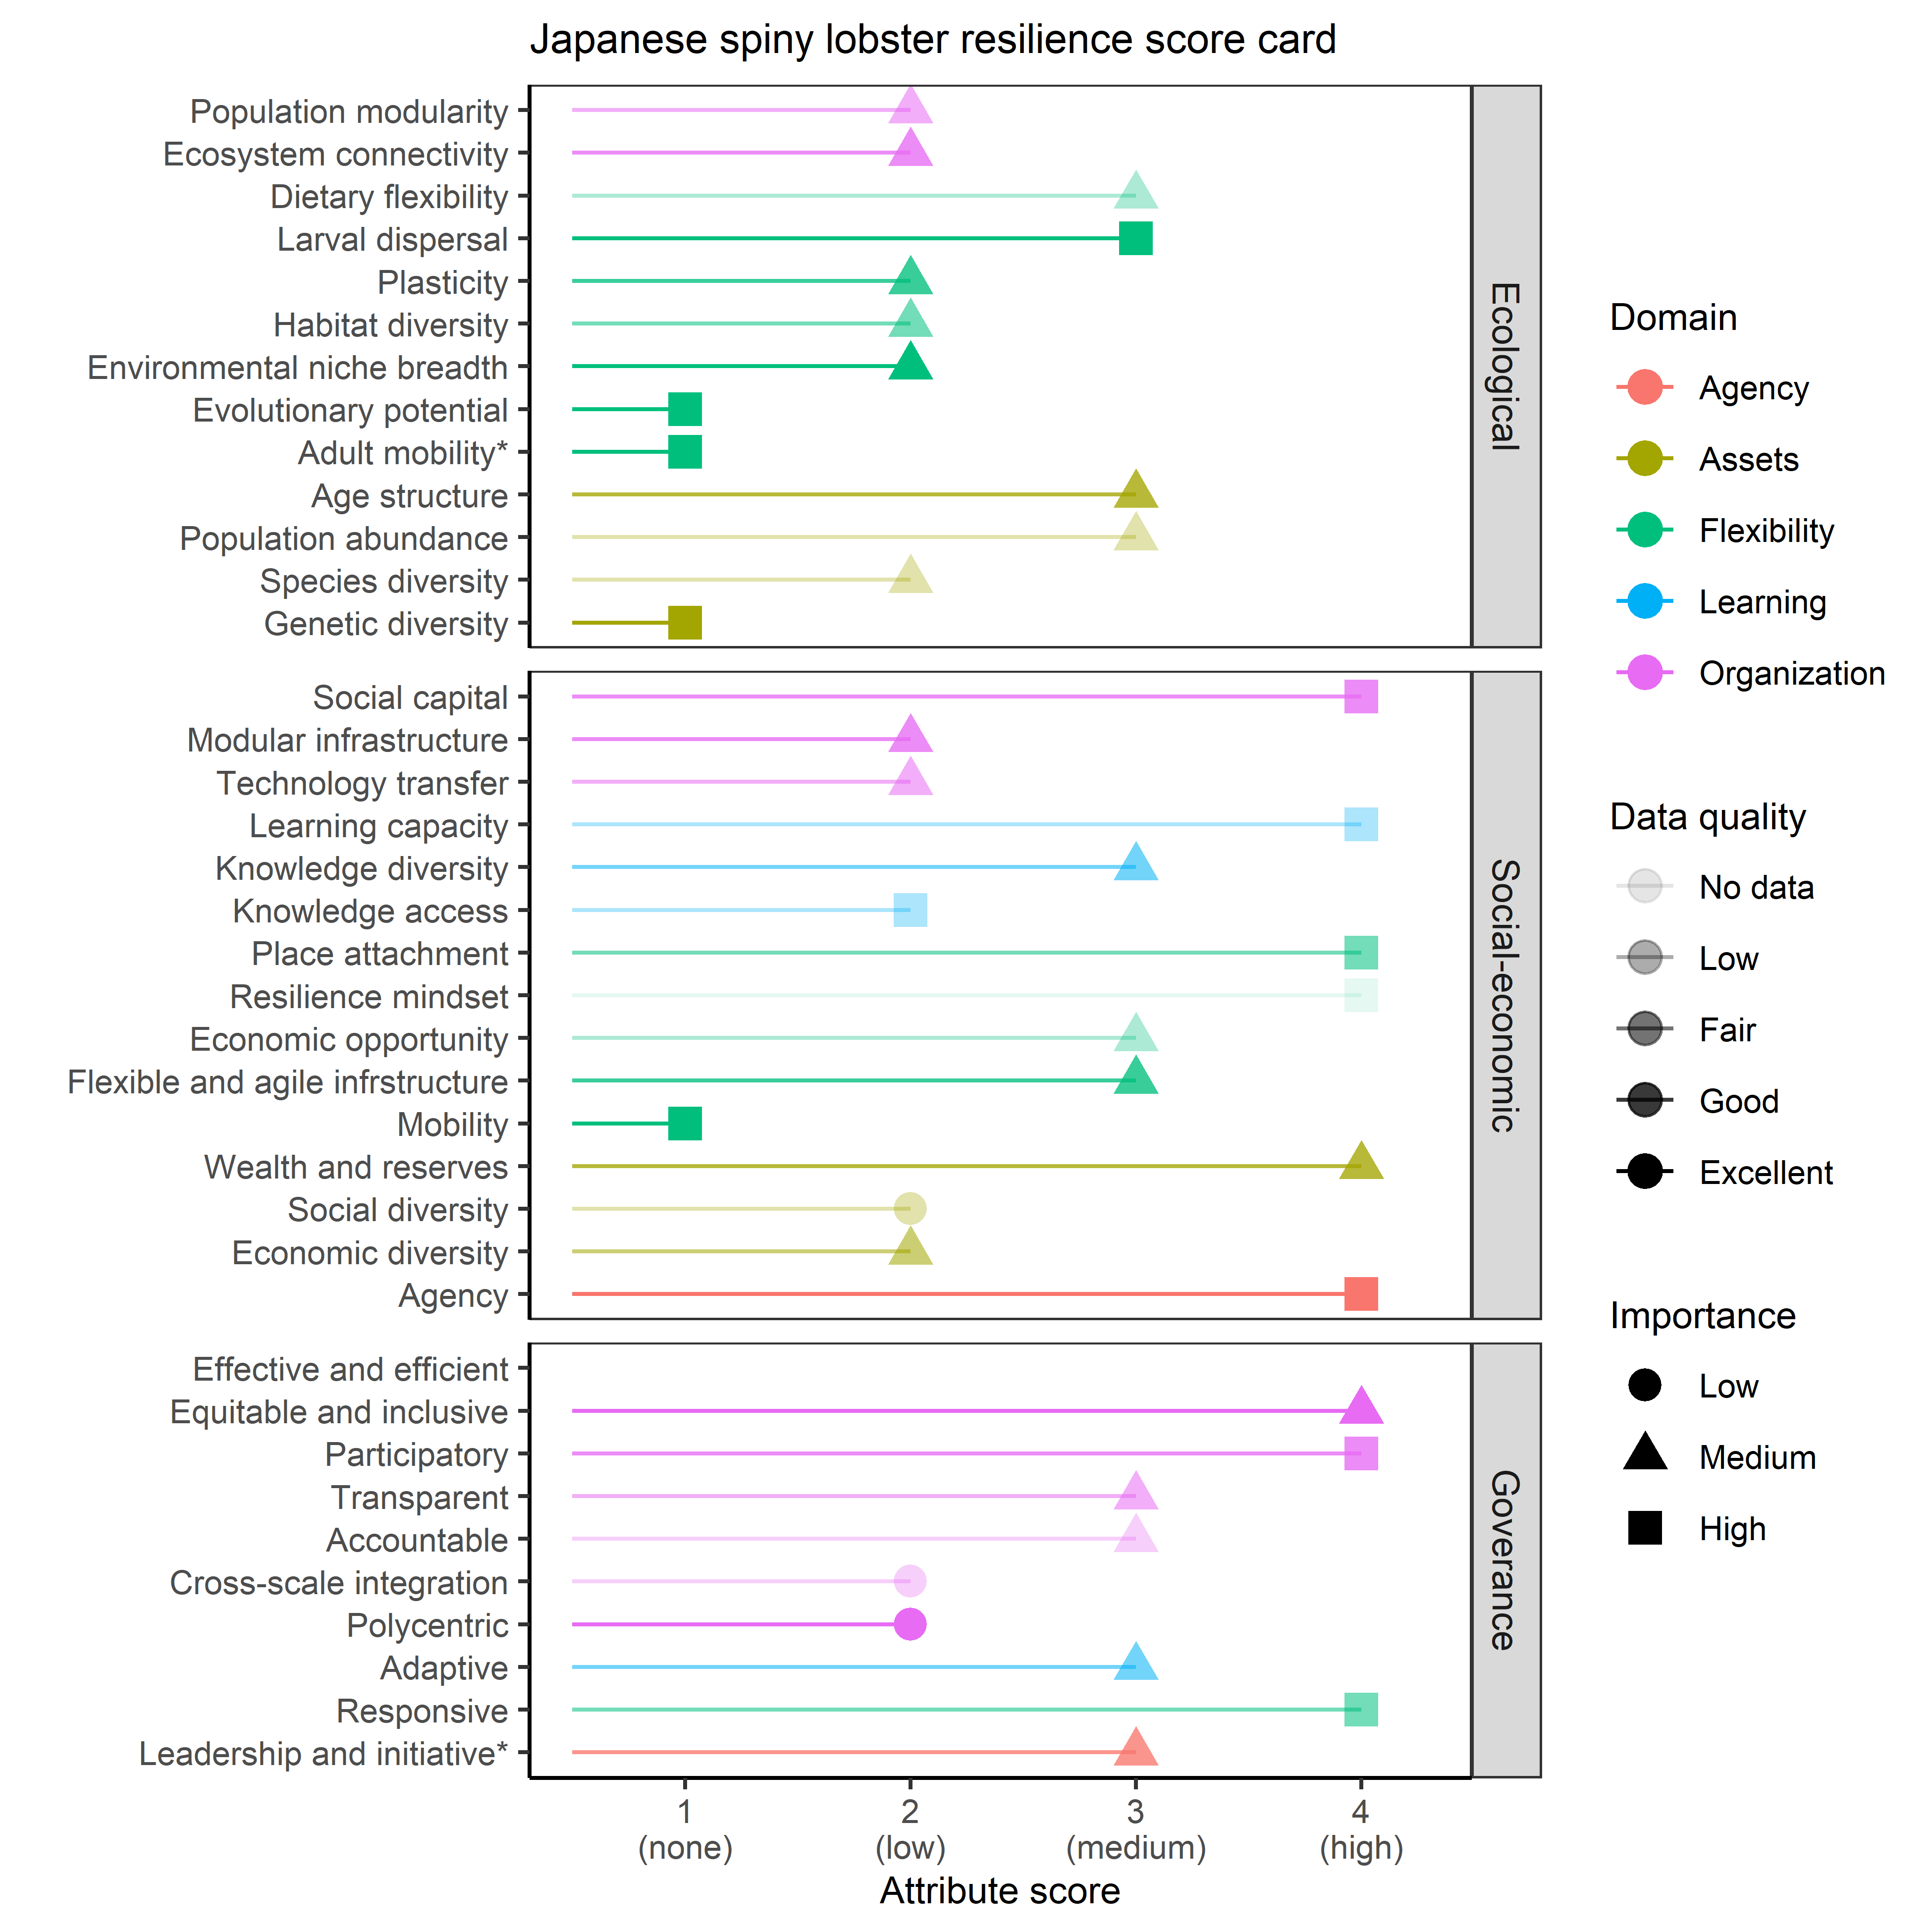 Japanese spiny lobster resilience score card
Population modularity
Ecosystem connectivity
Dietary flexibility
Larval dispersal
Plasticity
Habitat diversity
Environmental niche breadth
Evolutionary potential
Adult mobility*
Age structure
Population abundance
Species diversity
Genetic diversity
Ecological
Social capital
Modular infrastructure
Technology transfer
Learning capacity
Knowledge diversity
Knowledge access
Place attachment
Resilience mindset
Economic opportunity
Flexible and agile infrstructure
Mobility
Wealth and reserves
Social diversity
Economic diversity
Agency
Social-economic
Effective and efficient
Equitable and inclusive
Participatory
Transparent
Accountable
Cross-scale integration
Polycentric
Adaptive
Responsive
Leadership and initiative*
Goverance
1 2 3 4
(none) (low) (medium) (high)
Attribute score
Domain
Agency
Assets
Flexibility
Learning
Organization
Data quality
No data
Low
Fair
Good
Excellent
Importance
Low
Medium
High